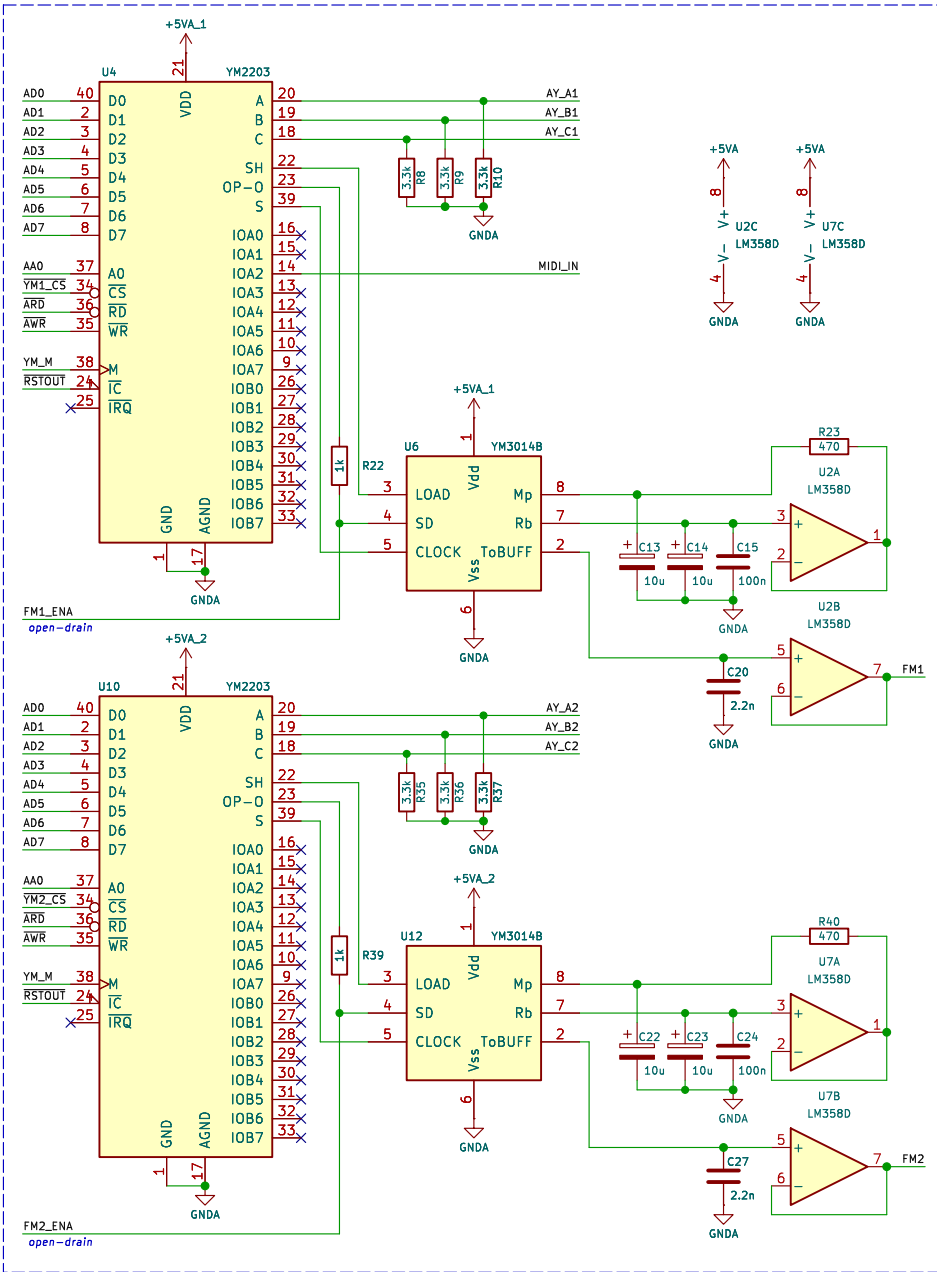 +5VA_1
21
U4 YM2203
VDD
AD0 40 D0 A 20 AY_A1
AD1 2 D1 B 19 AY_B1
AD2 3 D2 C 18 AY_C1
AD3 4 D3
SH 22
AD4 5 D4
OP-O 23
AD5 6 D5
S 39
AD6 7 D6
AD7 8 D7
3.3k R8
3.3k R9
3.3k R10
GNDA
IOA0 16
IOA1 15
AA0 37 A0 IOA2 14 MIDI_IN
YM1_CS 34 CS IOA3 13
ARD 36 RD IOA4 12
AWR 35 WR IOA5 11
IOA6 10
YM_M 38 M IOA7 9
RSTOUT 24 IC IOB0 26
25 IRQ IOB1 27
IOB2 28
IOB3 29
IOB4 30
IOB5 31
IOB6 32
IOB7 33
GND
AGND
1
17
GNDA
1k R22
FM1_ENA
open-drain
+5VA +5VA
8 8
V+ V+
U2C U7C
LM358D LM358D
V- V-
4 4
GNDA GNDA
+5VA_1
1
U6 YM3014B
Vdd
3 LOAD Mp 8
4 SD Rb 7
5 CLOCK ToBUFF 2
Vss
6
GNDA
R23
470
U2A
LM358D
3 +
1
2 −
+ C13 + C14 C15
10u 10u 100n
GNDA
U2B
LM358D
5 +
7 FM1
6 −
C20
2.2n
GNDA
+5VA_2
21
U10 YM2203
VDD
AD0 40 D0 A 20 AY_A2
AD1 2 D1 B 19 AY_B2
AD2 3 D2 C 18 AY_C2
AD3 4 D3
SH 22
AD4 5 D4
OP-O 23
AD5 6 D5
S 39
AD6 7 D6
AD7 8 D7
3.3k R35
3.3k R36
3.3k R37
GNDA
IOA0 16
IOA1 15
AA0 37 A0 IOA2 14
YM2_CS 34 CS IOA3 13
ARD 36 RD IOA4 12
AWR 35 WR IOA5 11
IOA6 10
YM_M 38 M IOA7 9
RSTOUT 24 IC IOB0 26
25 IRQ IOB1 27
IOB2 28
IOB3 29
IOB4 30
IOB5 31
IOB6 32
IOB7 33
GND
AGND
1
17
GNDA
1k R39
FM2_ENA
open-drain
+5VA_2
1
U12 YM3014B
Vdd
3 LOAD Mp 8
4 SD Rb 7
5 CLOCK ToBUFF 2
Vss
6
GNDA
R40
470
U7A
LM358D
3 +
1
2 −
+ C22 + C23 C24
10u 10u 100n
GNDA
U7B
LM358D
5 +
7 FM2
6 −
C27
2.2n
GNDA